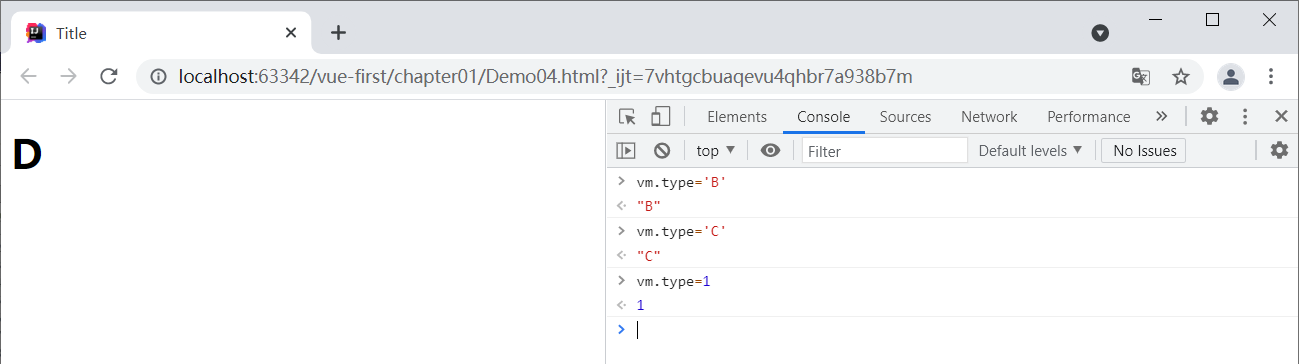 Title
localhost:63342/vue-first/chapter01/Demo04.html?_ijt=7vhtgcbuaqevu4qhbr7a938b7m
D
Elements Console Sources Network Performance
top Filter Default levels No Issues
vm.type='B'
"B"
vm.type='C'
"C"
vm.type=1
1